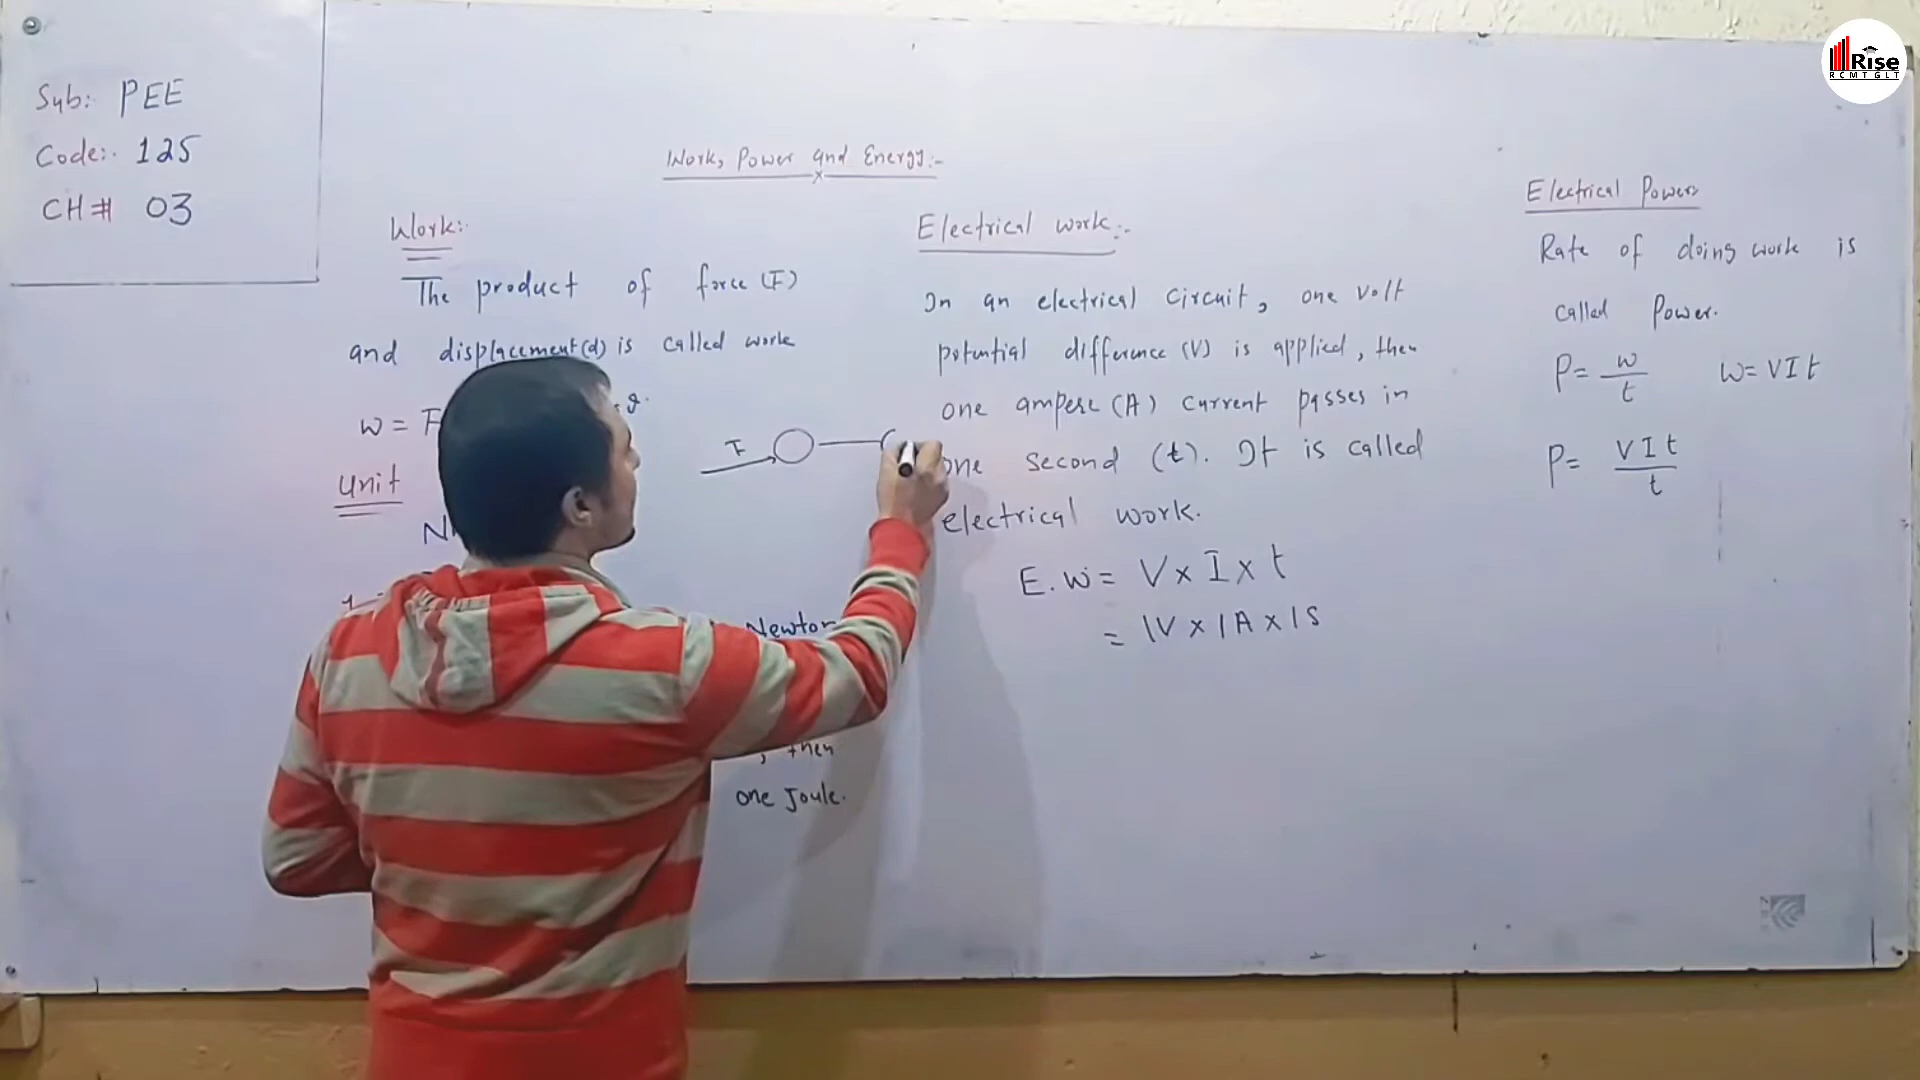 Sub: PEE
Code:. 125
CH# 03
Work, Power and Energy:-
Work:.
The product of force (F)
and displacement(d) is called work
w = F
Unit
N
Newton
, then
one Joule.
F
Electrical work:.
In an electrical circuit, one volt
potential difference (V) is applied, then
one ampere (A) current passes in
one second (t). It is called
electrical work.
E.W = V x I x t
= 1V x 1A x 1S
Electrical Power
Rate of doing work is
called Power.
P= w/t W= VIt
P= VIt/t
Rise
RCMTGLT